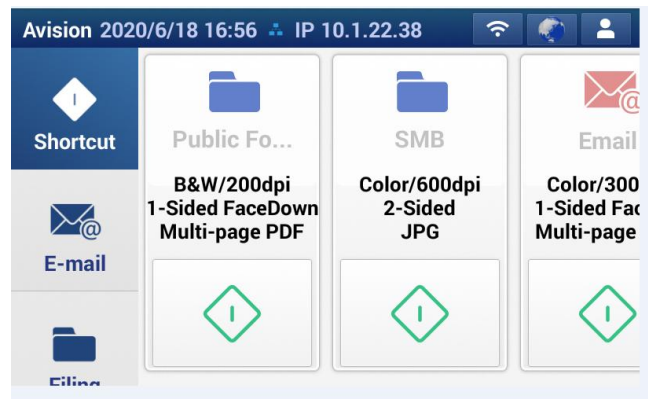 Avision 2020/6/18 16:56 IP 10.1.22.38
Shortcut
E-mail
Filing
Public Fo...
B&W/200dpi
1-Sided FaceDown
Multi-page PDF
SMB
Color/600dpi
2-Sided
JPG
Email
Color/300
1-Sided Fac
Multi-page